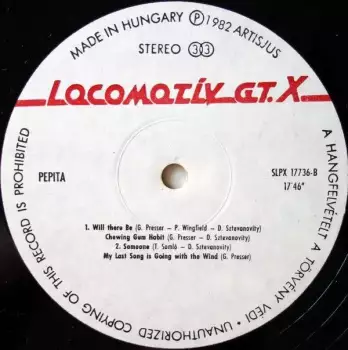 MADE IN HUNGARY Ⓟ 1982 ARTISJUS
STEREO 33
LOCOMOTÍV GT. X
PEPITA
SLPX 17736-B
17'46"
1. Will there Be (G. Presser – P. Wingfield – D. Sztevanovity)
Chewing Gum Habit (G. Presser – D. Sztevanovity)
2. Someone (T. Somló – D. Sztevanovity)
My Last Song is Going with the Wind (G. Presser)
A HANGFELVÉTELT A TÖRVÉNY VÉDI · UNAUTHORIZED COPYING OF THIS RECORD IS PROHIBITED